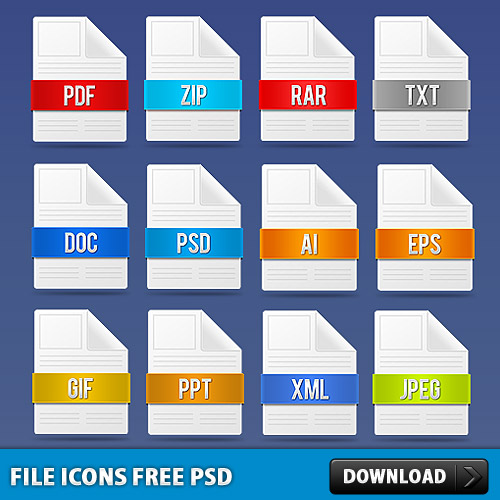 PDF ZIP RAR TXT
DOC PSD AI EPS
GIF PPT XML JPEG
FILE ICONS FREE PSD DOWNLOAD